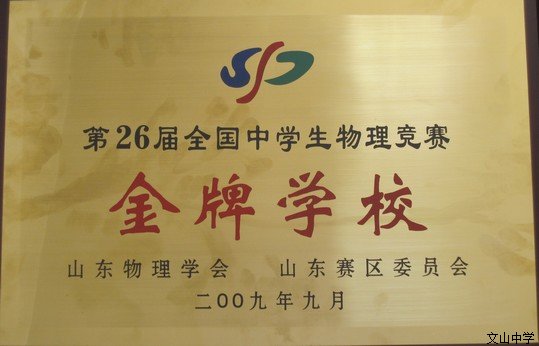 第26届全国中学生物理竞赛
金牌学校
山东物理学会 山东赛区委员会
二00九年九月
文山中学